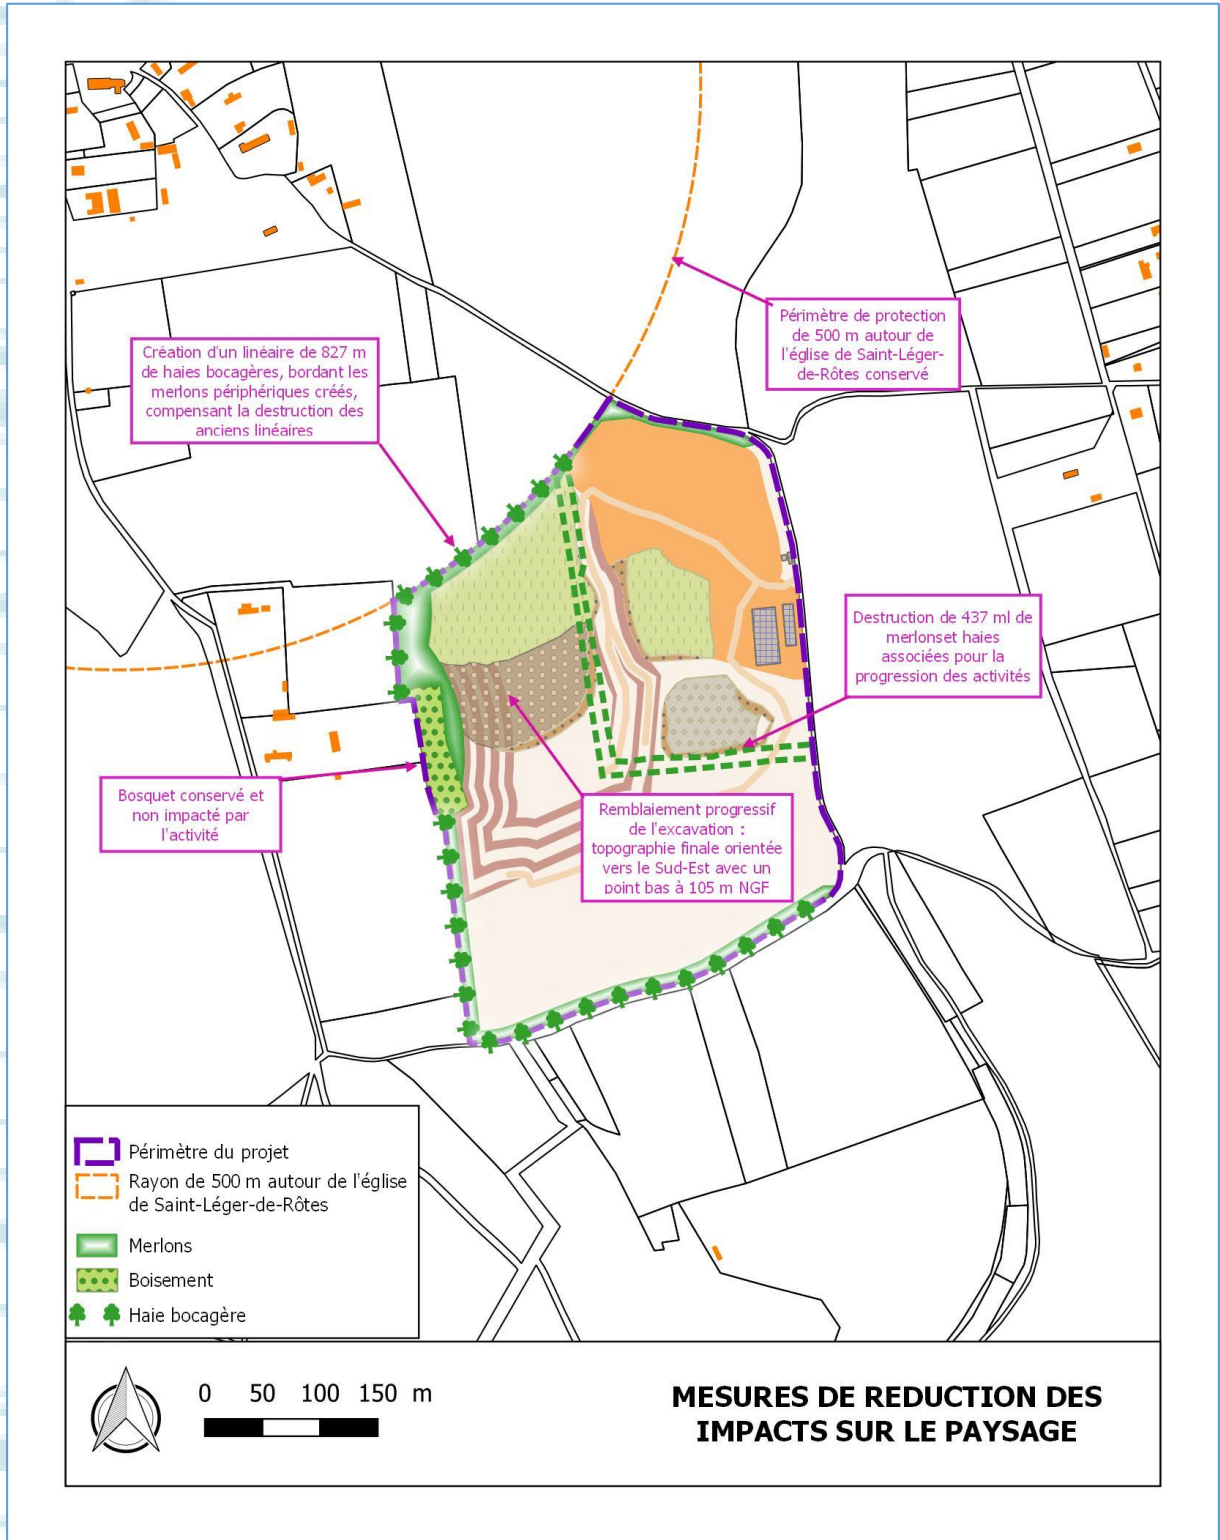 Périmètre de protection
de 500 m autour de
l'église de Saint-Léger-
de-Rôtes conservé
Création d'un linéaire de 827 m
de haies bocagères, bordant les
merlons périphériques créés,
compensant la destruction des
anciens linéaires
Destruction de 437 ml de
merlonset haies
associées pour la
progression des activités
Bosquet conservé et
non impacté par
l'activité
Remblaiement progressif
de l'excavation :
topographie finale orientée
vers le Sud-Est avec un
point bas à 105 m NGF
Périmètre du projet
Rayon de 500 m autour de l'église
de Saint-Léger-de-Rôtes
Merlons
Boisement
Haie bocagère
0 50 100 150 m
MESURES DE REDUCTION DES
IMPACTS SUR LE PAYSAGE